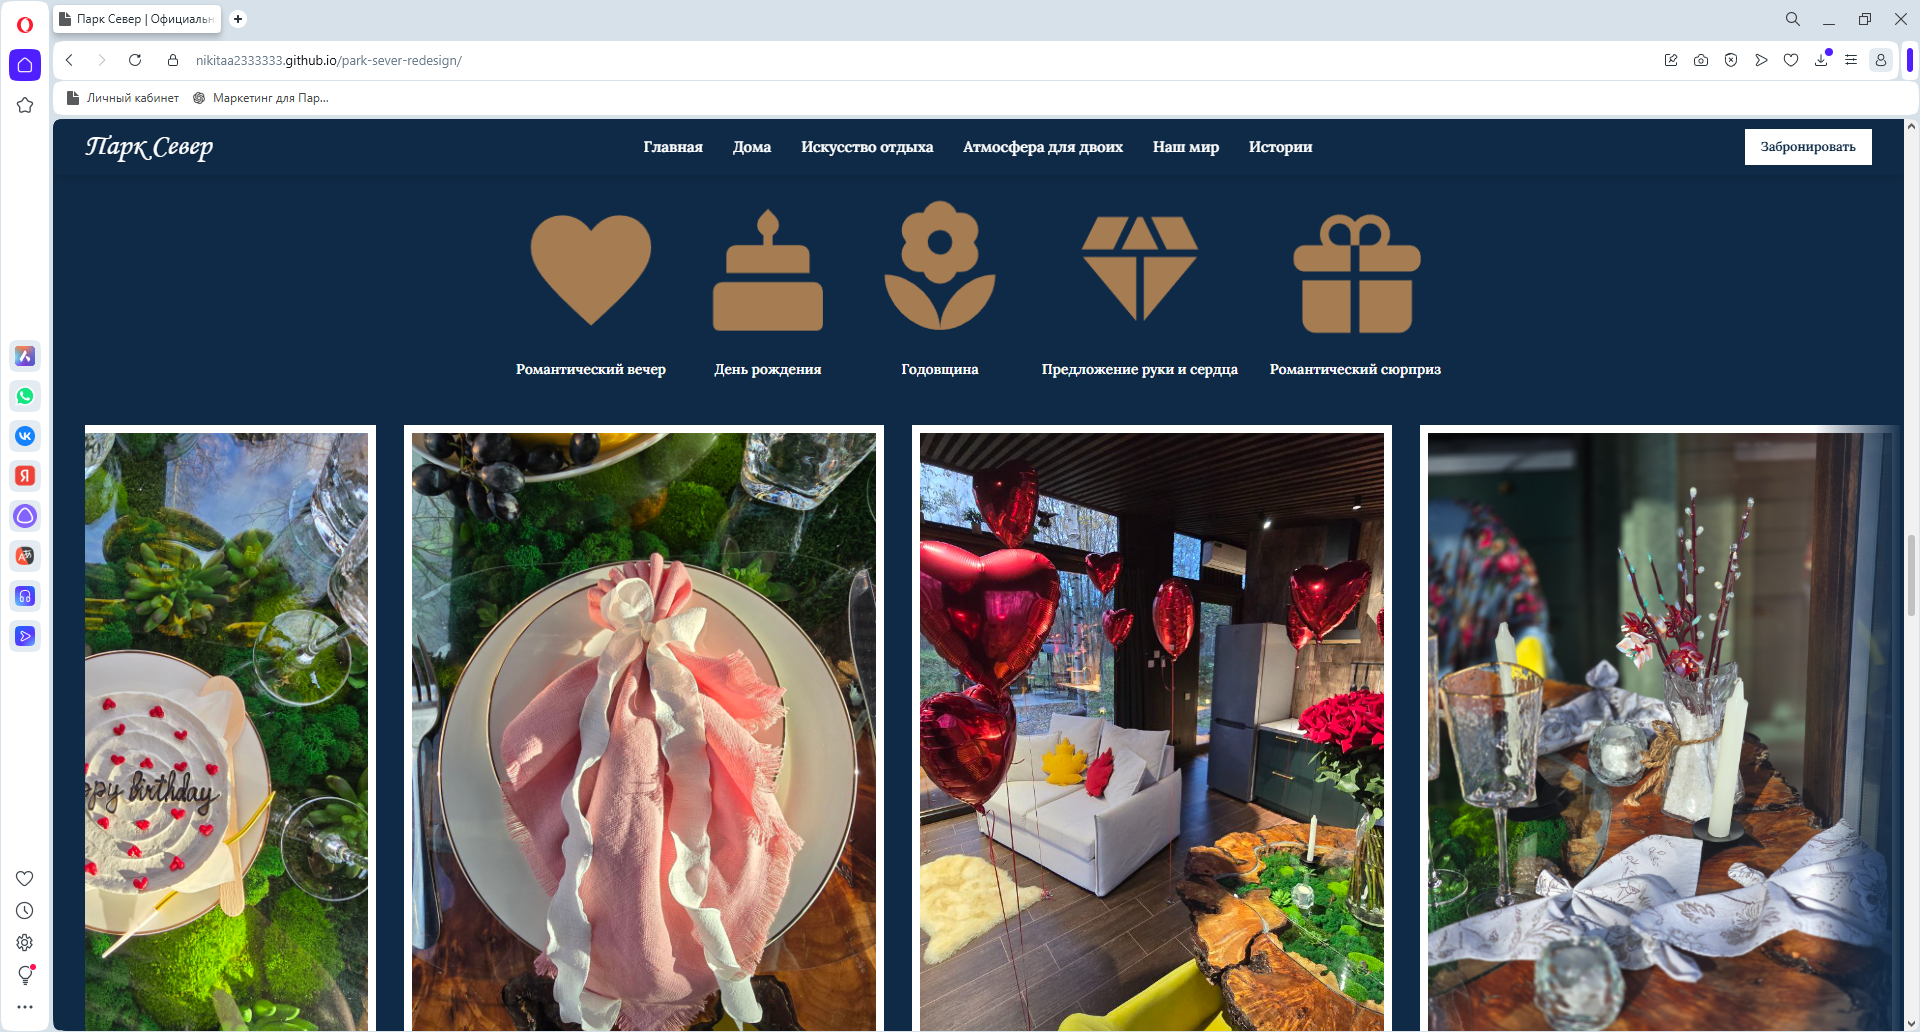 Парк Север | Официальн
nikitaa2333333.github.io/park-sever-redesign/
Личный кабинет
Маркетинг для Пар...
Парк Север
Главная
Дома
Искусство отдыха
Атмосфера для двоих
Наш мир
Истории
Забронировать
Романтический вечер
День рождения
Годовщина
Предложение руки и сердца
Романтический сюрприз
birthday